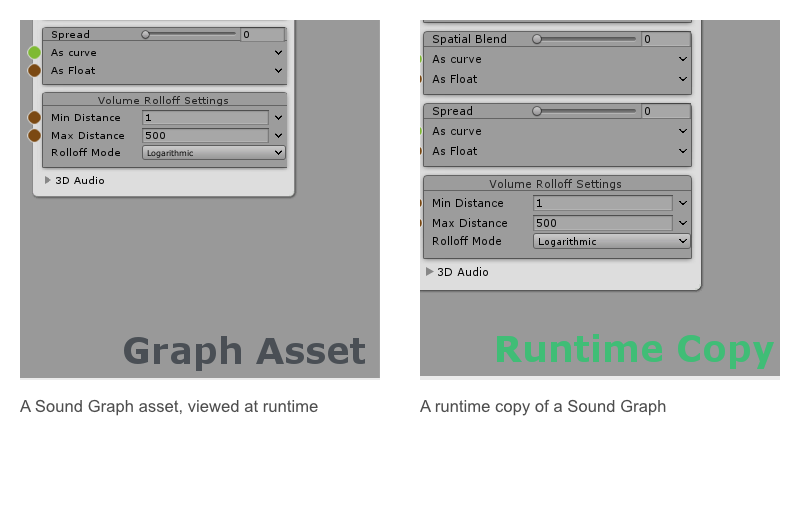 Spread 0
As curve
As Float
Volume Rolloff Settings
Min Distance 1
Max Distance 500
Rolloff Mode Logarithmic
3D Audio
Graph Asset
A Sound Graph asset, viewed at runtime
Spatial Blend 0
As curve
As Float
Spread 0
As curve
As Float
Volume Rolloff Settings
Min Distance 1
Max Distance 500
Rolloff Mode Logarithmic
3D Audio
Runtime Copy
A runtime copy of a Sound Graph